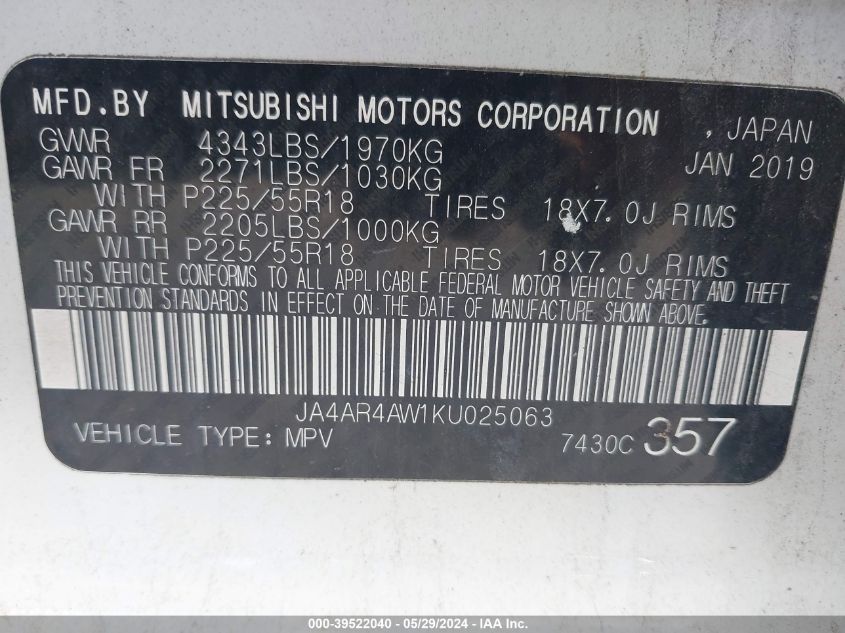 MFD.BY MITSUBISHI MOTORS CORPORATION , JAPAN
GVWR 4343LBS/1970KG JAN 2019
GAWR FR 2271LBS/1030KG
WITH P225/55R18 TIRES 18X7.0J RIMS
GAWR RR 2205LBS/1000KG
WITH P225/55R18 TIRES 18X7.0J RIMS
THIS VEHICLE CONFORMS TO ALL APPLICABLE FEDERAL MOTOR VEHICLE SAFETY AND THEFT
PREVENTION STANDARDS IN EFFECT ON THE DATE OF MANUFACTURE SHOWN ABOVE.
JA4AR4AW1KU025063
VEHICLE TYPE: MPV 7430C 357
000-39522040 - 05/29/2024 - IAA Inc.